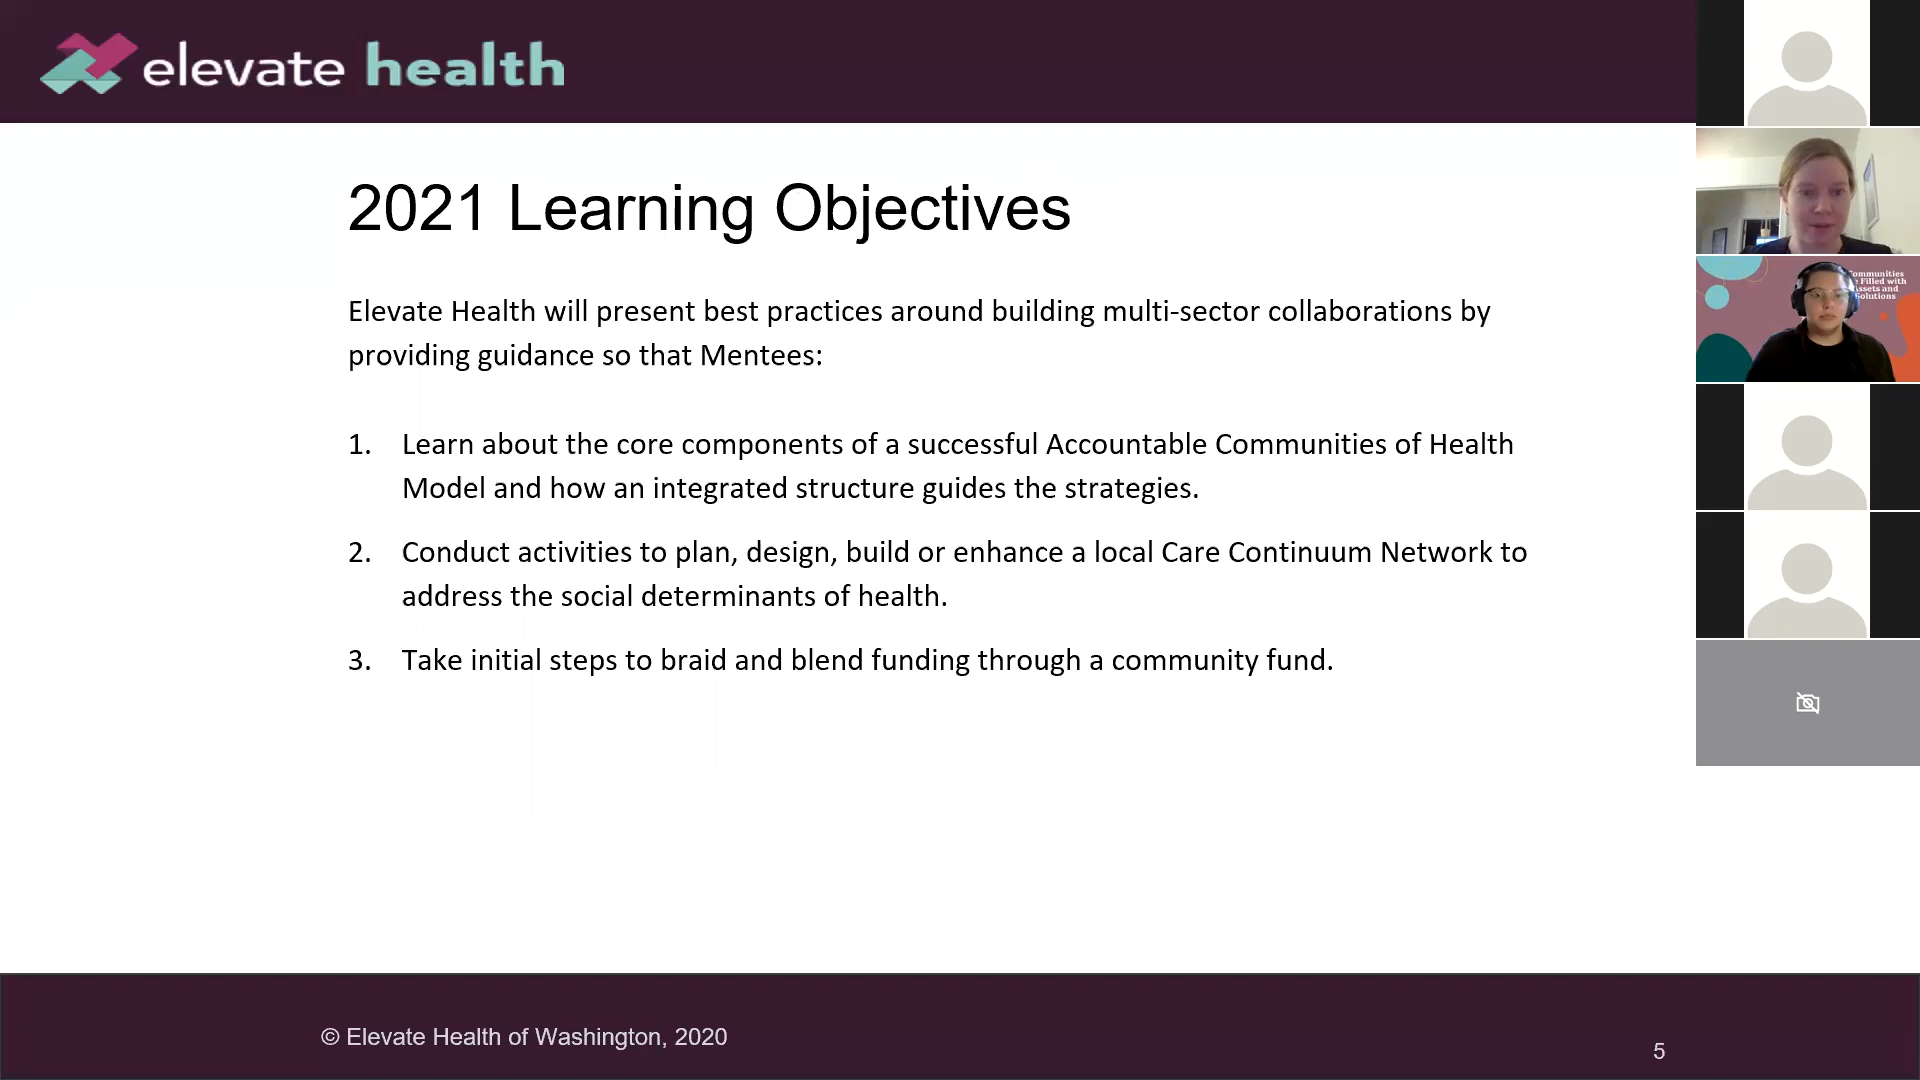 elevate health
2021 Learning Objectives
Elevate Health will present best practices around building multi-sector collaborations by
providing guidance so that Mentees:
1. Learn about the core components of a successful Accountable Communities of Health
Model and how an integrated structure guides the strategies.
2. Conduct activities to plan, design, build or enhance a local Care Continuum Network to
address the social determinants of health.
3. Take initial steps to braid and blend funding through a community fund.
© Elevate Health of Washington, 2020
5
Filled with